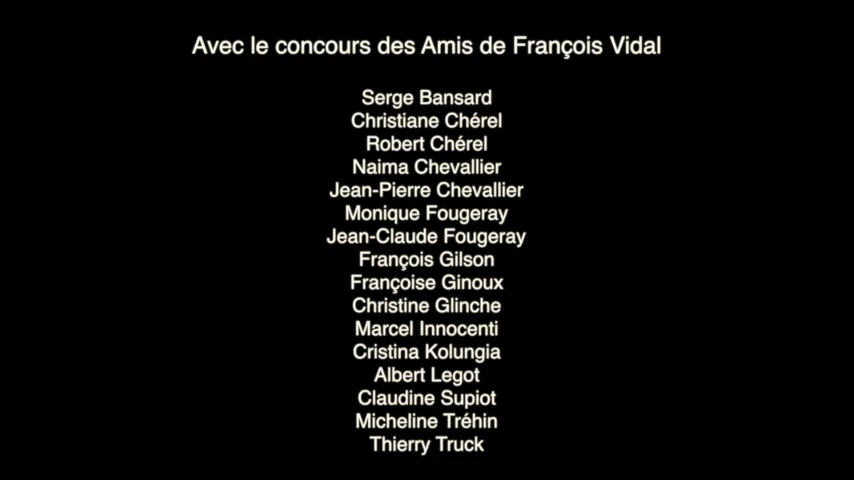 Avec le concours des Amis de François Vidal
Serge Bansard
Christiane Chérel
Robert Chérel
Naima Chevallier
Jean-Pierre Chevallier
Monique Fougeray
Jean-Claude Fougeray
François Gilson
Françoise Ginoux
Christine Glinche
Marcel Innocenti
Cristina Kolungia
Albert Legot
Claudine Supiot
Micheline Tréhin
Thierry Truck